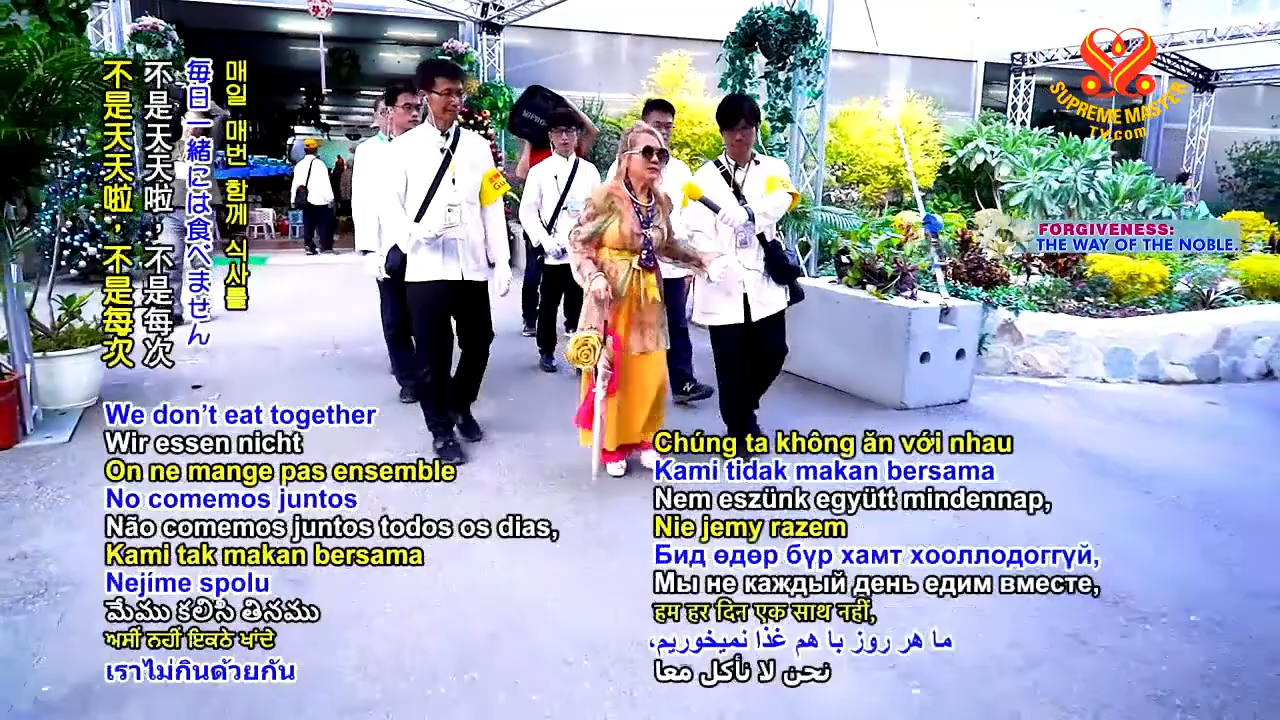 SUPREME MASTER
TV.com
FORGIVENESS:
THE WAY OF THE NOBLE.
매일 매번 함께 식사를
毎日一緒には食べません
不是天天啦，不是每次
不是天天啦，不是每次
We don’t eat together
Wir essen nicht
On ne mange pas ensemble
No comemos juntos
Não comemos juntos todos os dias,
Kami tak makan bersama
Nejíme spolu
మేము కలిసి తినము
ਅਸੀਂ ਨਹੀਂ ਇਕਠੇ ਖਾਂਦੇ
เราไม่กินด้วยกัน
Chúng ta không ăn với nhau
Kami tidak makan bersama
Nem eszünk együtt mindennap,
Nie jemy razem
Бид өдөр бүр хамт хооллодоггүй,
Мы не каждый день едим вместе,
हम हर दिन एक साथ नहीं,
ما هر روز با هم غذا نمیخوریم،
نحن لا نأكل معا